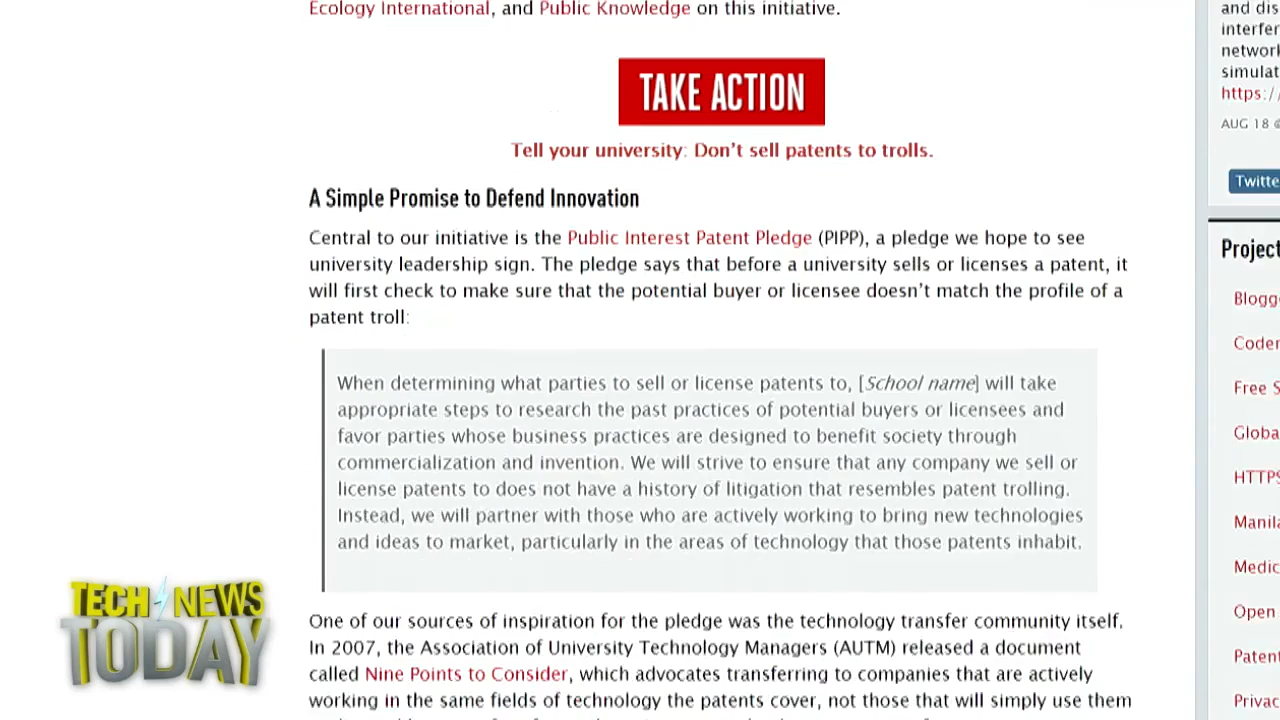 Ecology International, and Public Knowledge on this initiative.
TAKE ACTION
Tell your university: Don't sell patents to trolls.
A Simple Promise to Defend Innovation
Central to our initiative is the Public Interest Patent Pledge (PIPP), a pledge we hope to see
university leadership sign. The pledge says that before a university sells or licenses a patent, it
will first check to make sure that the potential buyer or licensee doesn't match the profile of a
patent troll:
When determining what parties to sell or license patents to, [School name] will take
appropriate steps to research the past practices of potential buyers or licensees and
favor parties whose business practices are designed to benefit society through
commercialization and invention. We will strive to ensure that any company we sell or
license patents to does not have a history of litigation that resembles patent trolling.
Instead, we will partner with those who are actively working to bring new technologies
and ideas to market, particularly in the areas of technology that those patents inhabit.
One of our sources of inspiration for the pledge was the technology transfer community itself.
In 2007, the Association of University Technology Managers (AUTM) released a document
called Nine Points to Consider, which advocates transferring to companies that are actively
working in the same fields of technology the patents cover, not those that will simply use them
and dis
interfer
network
simulat
https:/
AUG 18 @
Twitte
Project
Blogge
Coder
Free S
Globa
HTTPS
Manila
Medic
Open
Patent
Privac
TECH NEWS
TODAY